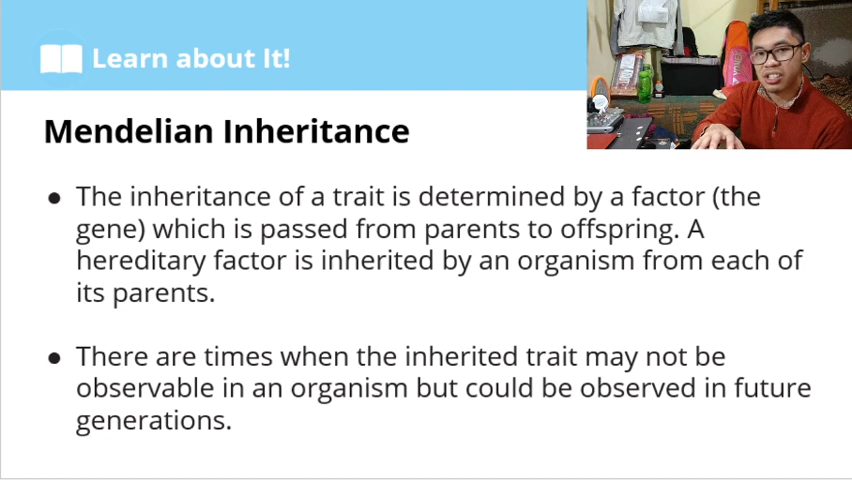 Learn about It!
Mendelian Inheritance
● The inheritance of a trait is determined by a factor (the
gene) which is passed from parents to offspring. A
hereditary factor is inherited by an organism from each of
its parents.
● There are times when the inherited trait may not be
observable in an organism but could be observed in future
generations.